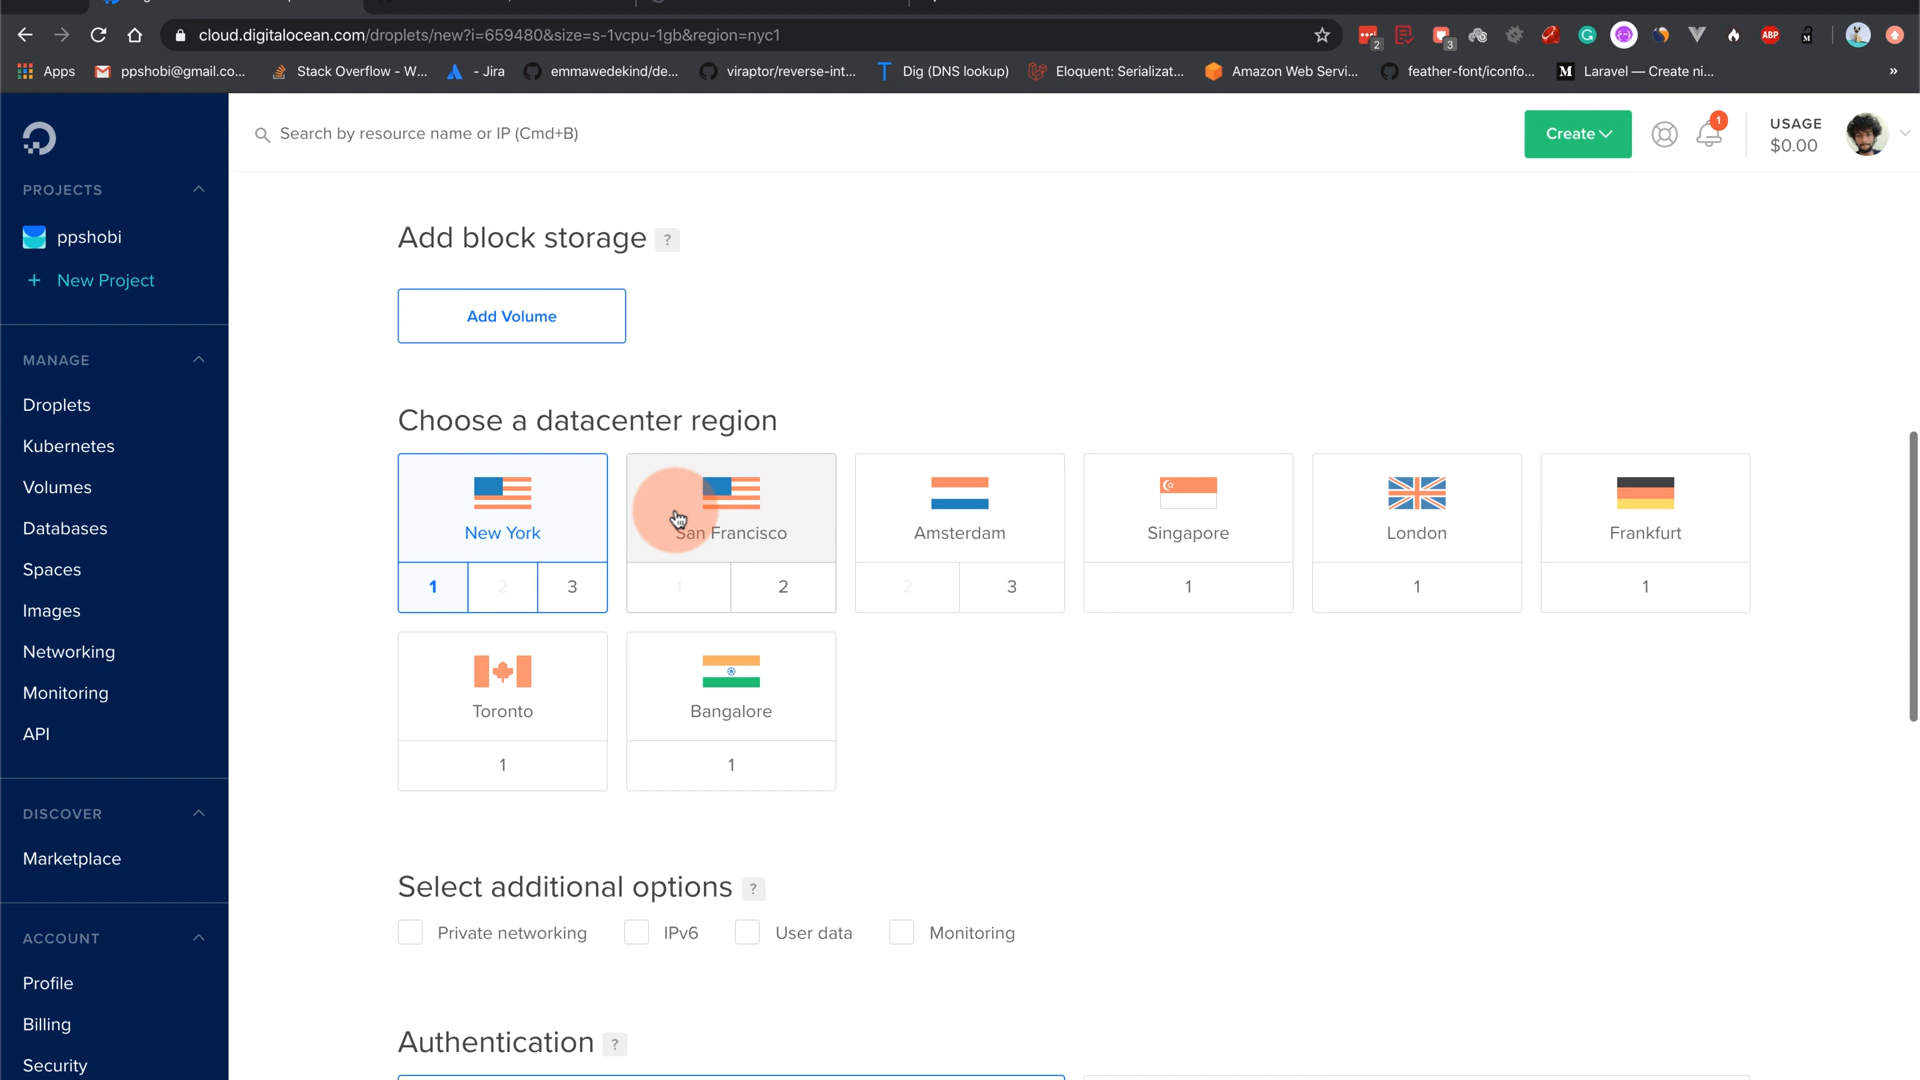 cloud.digitalocean.com/droplets/new?i=659480&size=s-1vcpu-1gb&region=nyc1
2
3
ABP
Apps
ppshobi@gmail.co...
Stack Overflow - W...
- Jira
emmawedekind/de...
viraptor/reverse-int...
Dig (DNS lookup)
Eloquent: Serializat...
Amazon Web Servi...
feather-font/iconfo...
Laravel — Create ni...
»
Search by resource name or IP (Cmd+B)
Create
1
USAGE
$0.00
PROJECTS
ppshobi
+ New Project
MANAGE
Droplets
Kubernetes
Volumes
Databases
Spaces
Images
Networking
Monitoring
API
DISCOVER
Marketplace
ACCOUNT
Profile
Billing
Security
Add block storage ?
Add Volume
Choose a datacenter region
New York
San Francisco
Amsterdam
Singapore
London
Frankfurt
1 2 3
1 2
2 3
1
1
1
Toronto
Bangalore
1
1
Select additional options ?
Private networking
IPv6
User data
Monitoring
Authentication ?